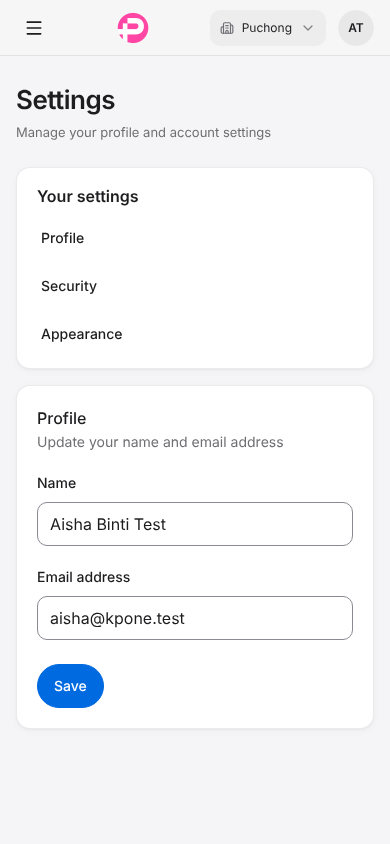 Puchong
AT
Settings
Manage your profile and account settings
Your settings
Profile
Security
Appearance
Profile
Update your name and email address
Name
Aisha Binti Test
Email address
aisha@kpone.test
Save